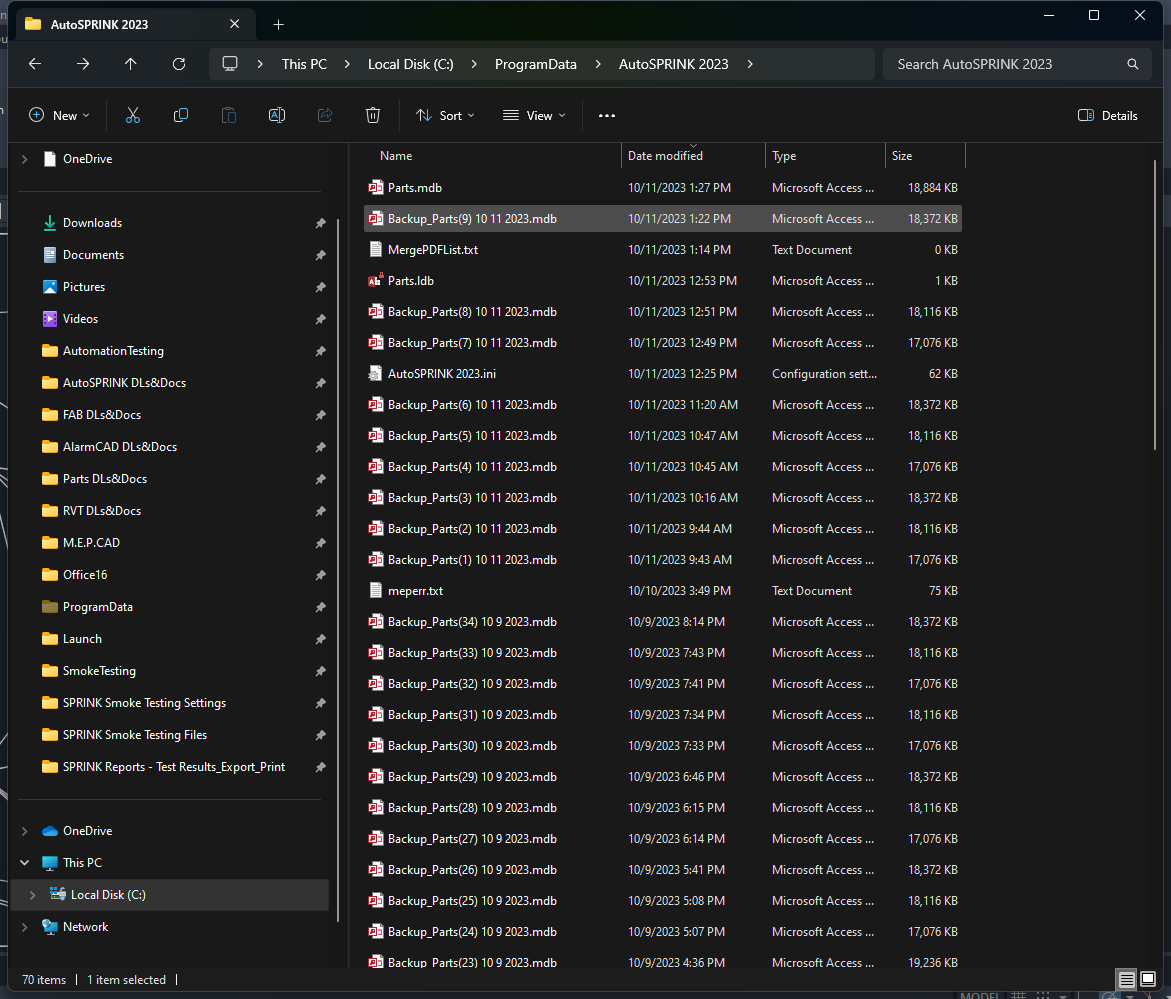 AutoSPRINK 2023
This PC Local Disk (C:) ProgramData AutoSPRINK 2023 Search AutoSPRINK 2023
New Sort View Details
OneDrive
Downloads
Documents
Pictures
Videos
AutomationTesting
AutoSPRINK DLs&Docs
FAB DLs&Docs
AlarmCAD DLs&Docs
Parts DLs&Docs
RVT DLs&Docs
M.E.P.CAD
Office16
ProgramData
Launch
SmokeTesting
SPRINK Smoke Testing Settings
SPRINK Smoke Testing Files
SPRINK Reports - Test Results_Export_Print
OneDrive
This PC
Local Disk (C:)
Network
Name Date modified Type Size
Parts.mdb 10/11/2023 1:27 PM Microsoft Access ... 18,884 KB
Backup_Parts(9) 10 11 2023.mdb 10/11/2023 1:22 PM Microsoft Access ... 18,372 KB
MergePDFList.txt 10/11/2023 1:14 PM Text Document 0 KB
Parts.ldb 10/11/2023 12:53 PM Microsoft Access ... 1 KB
Backup_Parts(8) 10 11 2023.mdb 10/11/2023 12:51 PM Microsoft Access ... 18,116 KB
Backup_Parts(7) 10 11 2023.mdb 10/11/2023 12:49 PM Microsoft Access ... 17,076 KB
AutoSPRINK 2023.ini 10/11/2023 12:25 PM Configuration sett... 62 KB
Backup_Parts(6) 10 11 2023.mdb 10/11/2023 11:20 AM Microsoft Access ... 18,372 KB
Backup_Parts(5) 10 11 2023.mdb 10/11/2023 10:47 AM Microsoft Access ... 18,116 KB
Backup_Parts(4) 10 11 2023.mdb 10/11/2023 10:45 AM Microsoft Access ... 17,076 KB
Backup_Parts(3) 10 11 2023.mdb 10/11/2023 10:16 AM Microsoft Access ... 18,372 KB
Backup_Parts(2) 10 11 2023.mdb 10/11/2023 9:44 AM Microsoft Access ... 18,116 KB
Backup_Parts(1) 10 11 2023.mdb 10/11/2023 9:43 AM Microsoft Access ... 17,076 KB
meperr.txt 10/10/2023 3:49 PM Text Document 75 KB
Backup_Parts(34) 10 9 2023.mdb 10/9/2023 8:14 PM Microsoft Access ... 18,372 KB
Backup_Parts(33) 10 9 2023.mdb 10/9/2023 7:43 PM Microsoft Access ... 18,116 KB
Backup_Parts(32) 10 9 2023.mdb 10/9/2023 7:41 PM Microsoft Access ... 17,076 KB
Backup_Parts(31) 10 9 2023.mdb 10/9/2023 7:34 PM Microsoft Access ... 18,116 KB
Backup_Parts(30) 10 9 2023.mdb 10/9/2023 7:33 PM Microsoft Access ... 17,076 KB
Backup_Parts(29) 10 9 2023.mdb 10/9/2023 6:46 PM Microsoft Access ... 18,372 KB
Backup_Parts(28) 10 9 2023.mdb 10/9/2023 6:15 PM Microsoft Access ... 18,116 KB
Backup_Parts(27) 10 9 2023.mdb 10/9/2023 6:14 PM Microsoft Access ... 17,076 KB
Backup_Parts(26) 10 9 2023.mdb 10/9/2023 5:41 PM Microsoft Access ... 18,372 KB
Backup_Parts(25) 10 9 2023.mdb 10/9/2023 5:08 PM Microsoft Access ... 18,116 KB
Backup_Parts(24) 10 9 2023.mdb 10/9/2023 5:07 PM Microsoft Access ... 17,076 KB
Backup_Parts(23) 10 9 2023.mdb 10/9/2023 4:36 PM Microsoft Access ... 19,236 KB
70 items 1 item selected
MODEL